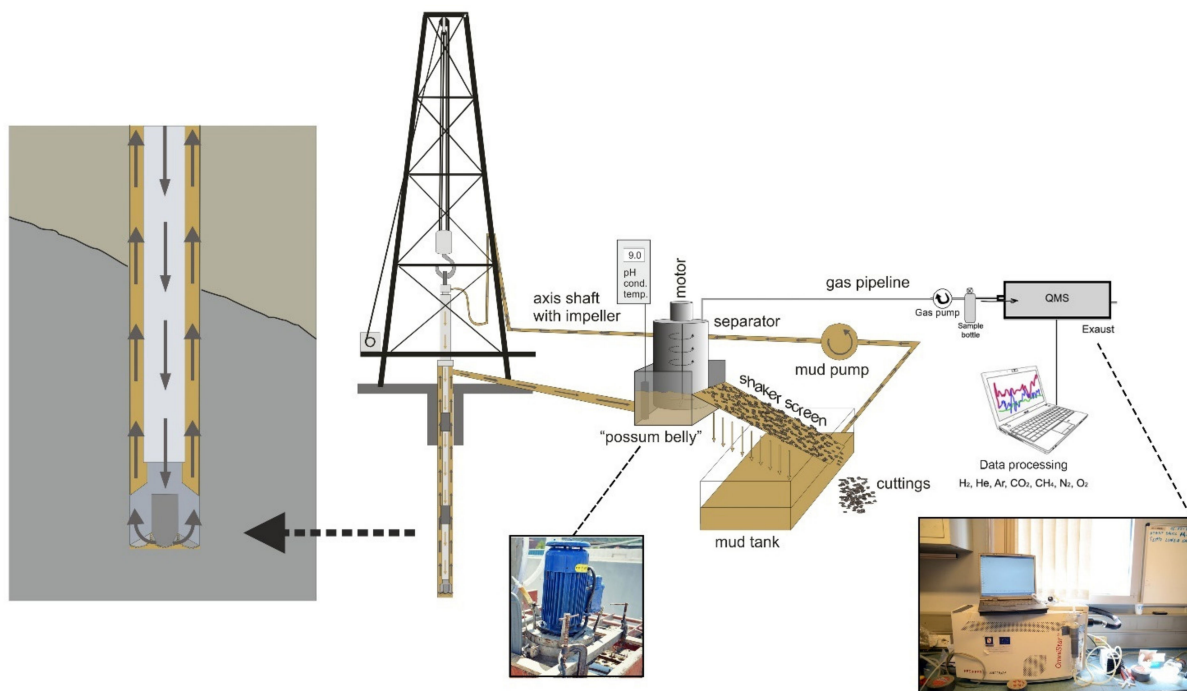 9.0
pH
cond.
temp.
motor
axis shaft
with impeller
separator
gas pipeline
Gas pump
Sample
bottle
QMS
Exaust
mud pump
shaker screen
"possum belly"
cuttings
mud tank
Data processing
H₂, He, Ar, CO₂, CH₄, N₂, O₂
OmniStar